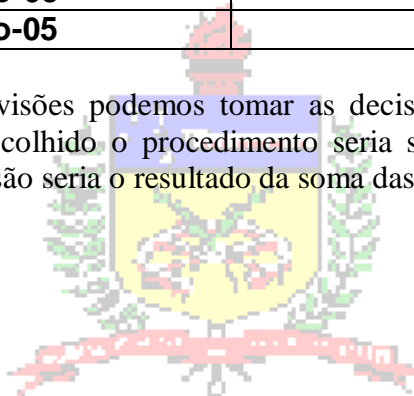 o-05
visões podemos tomar as decis
colhido o procedimento seria s
são seria o resultado da soma das